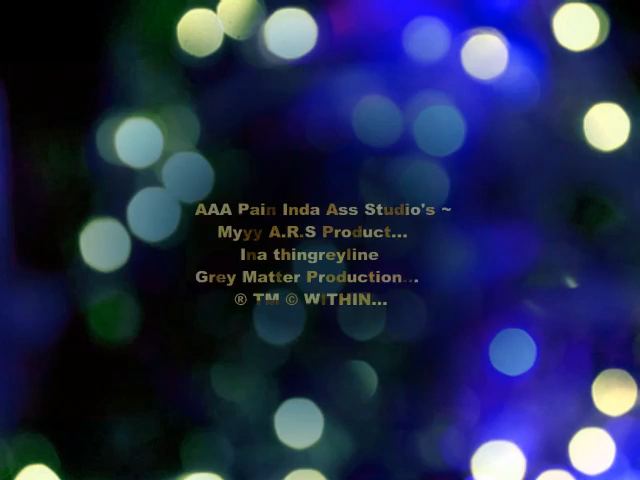 AAA Pain Inda Ass Studio's ~
Myyy A.R.S Product...
Ina thingreyline
Grey Matter Production...
® TM © WITHIN...